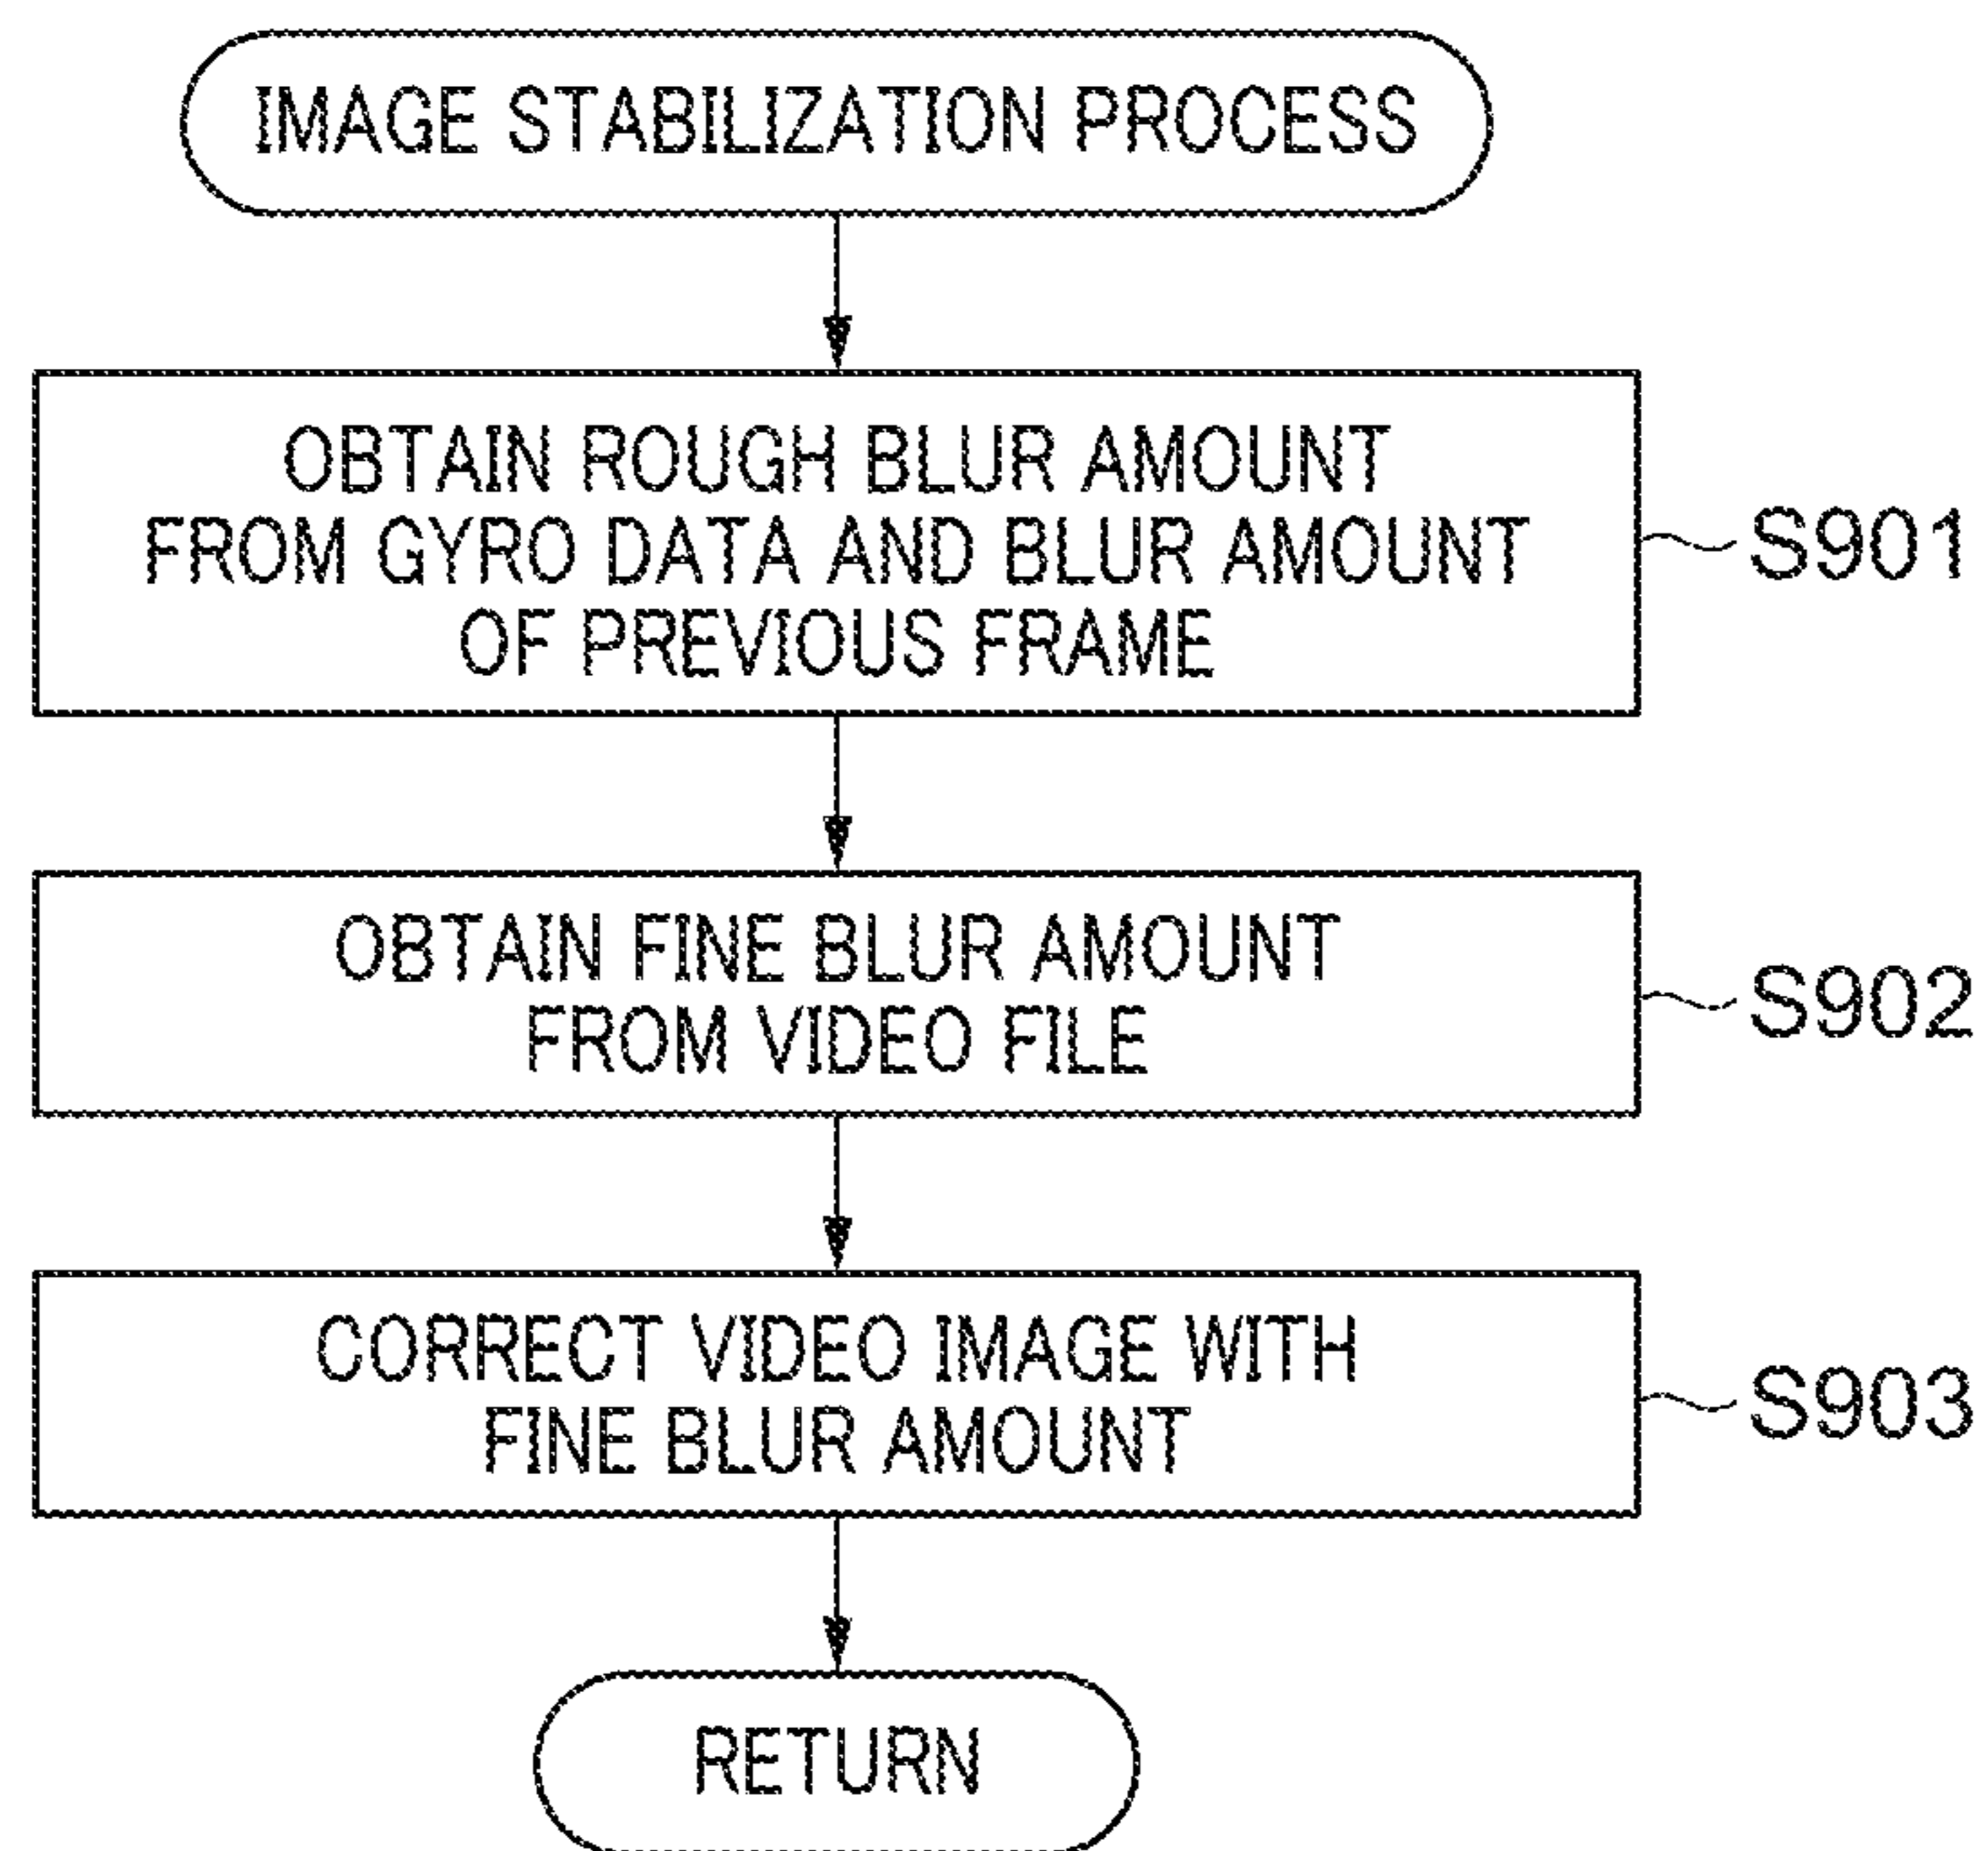 IMAGE STABILIZATION PROCESS
OBTAIN ROUGH BLUR AMOUNT
FROM GYRO DATA AND BLUR AMOUNT
OF PREVIOUS FRAME
S901
OBTAIN FINE BLUR AMOUNT
FROM VIDEO FILE
S902
CORRECT VIDEO IMAGE WITH
FINE BLUR AMOUNT
S903
RETURN